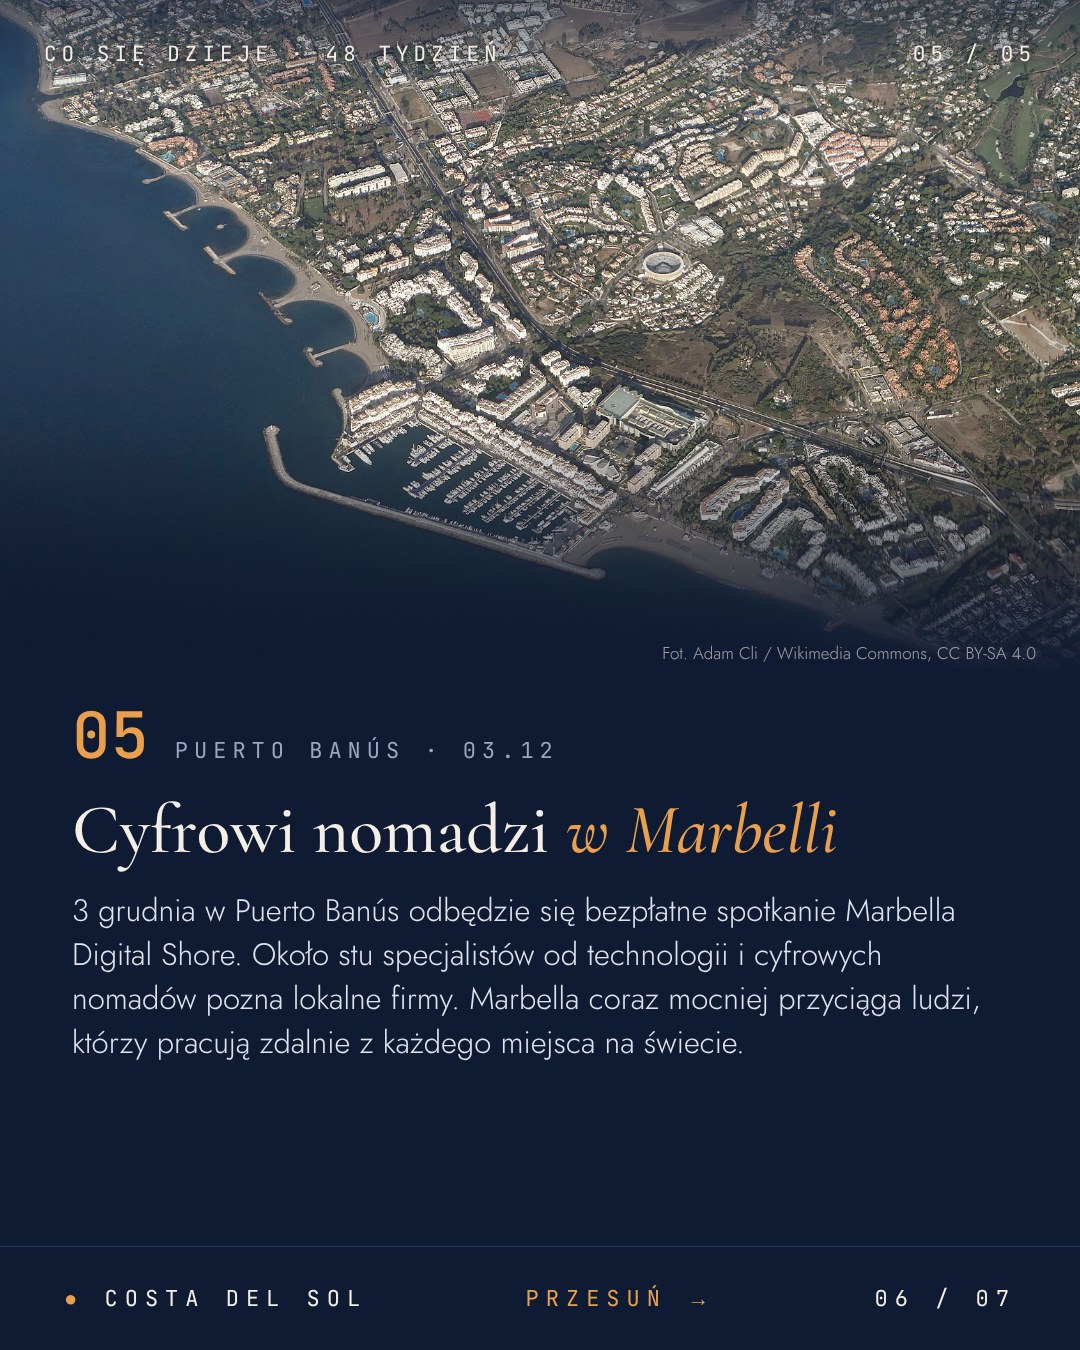 CO SIĘ DZIEJE · 48 TYDZIEŃ
05 / 05
Fot. Adam Cli / Wikimedia Commons, CC BY-SA 4.0
05 PUERTO BANÚS · 03.12
Cyfrowi nomadzi w Marbelli
3 grudnia w Puerto Banús odbędzie się bezpłatne spotkanie Marbella
Digital Shore. Około stu specjalistów od technologii i cyfrowych
nomadów pozna lokalne firmy. Marbella coraz mocniej przyciąga ludzi,
którzy pracują zdalnie z każdego miejsca na świecie.
• COSTA DEL SOL
PRZESUŃ →
06 / 07